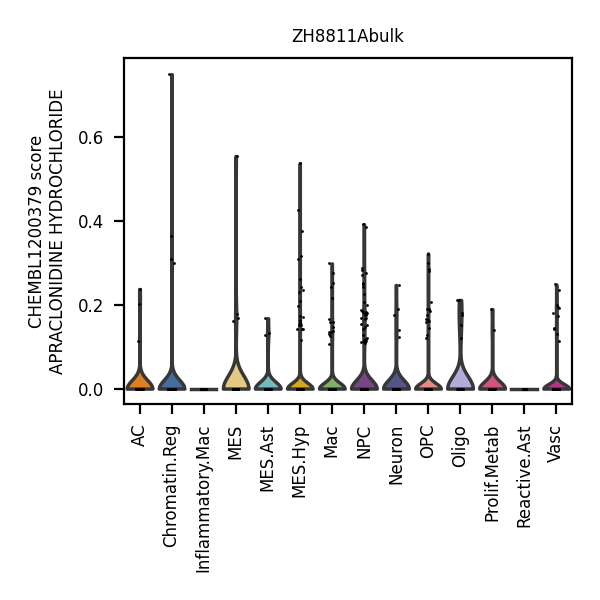 ZH8811Abulk
CHEMBL1200379 score
APRACLONIDINE HYDROCHLORIDE
0.6
0.4
0.2
0.0
AC
Chromatin.Reg
Inflammatory.Mac
MES
MES.Ast
MES.Hyp
Mac
NPC
Neuron
OPC
Oligo
Prolif.Metab
Reactive.Ast
Vasc